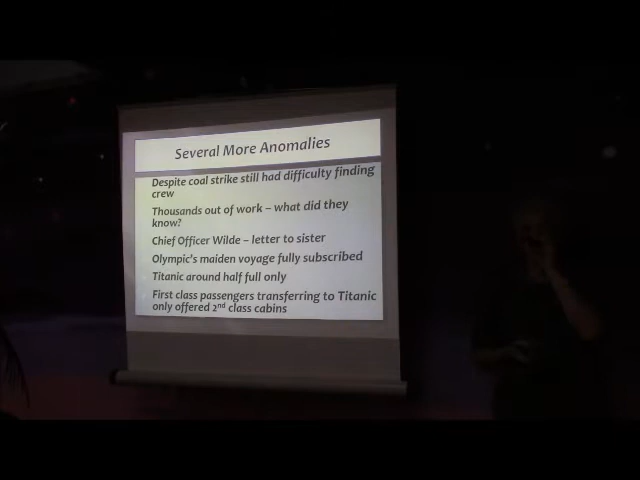 Several More Anomalies
Despite coal strike still had difficulty finding
crew
Thousands out of work – what did they
know?
Chief Officer Wilde – letter to sister
Olympic's maiden voyage fully subscribed
Titanic around half full only
First class passengers transferring to Titanic
only offered 2nd class cabins